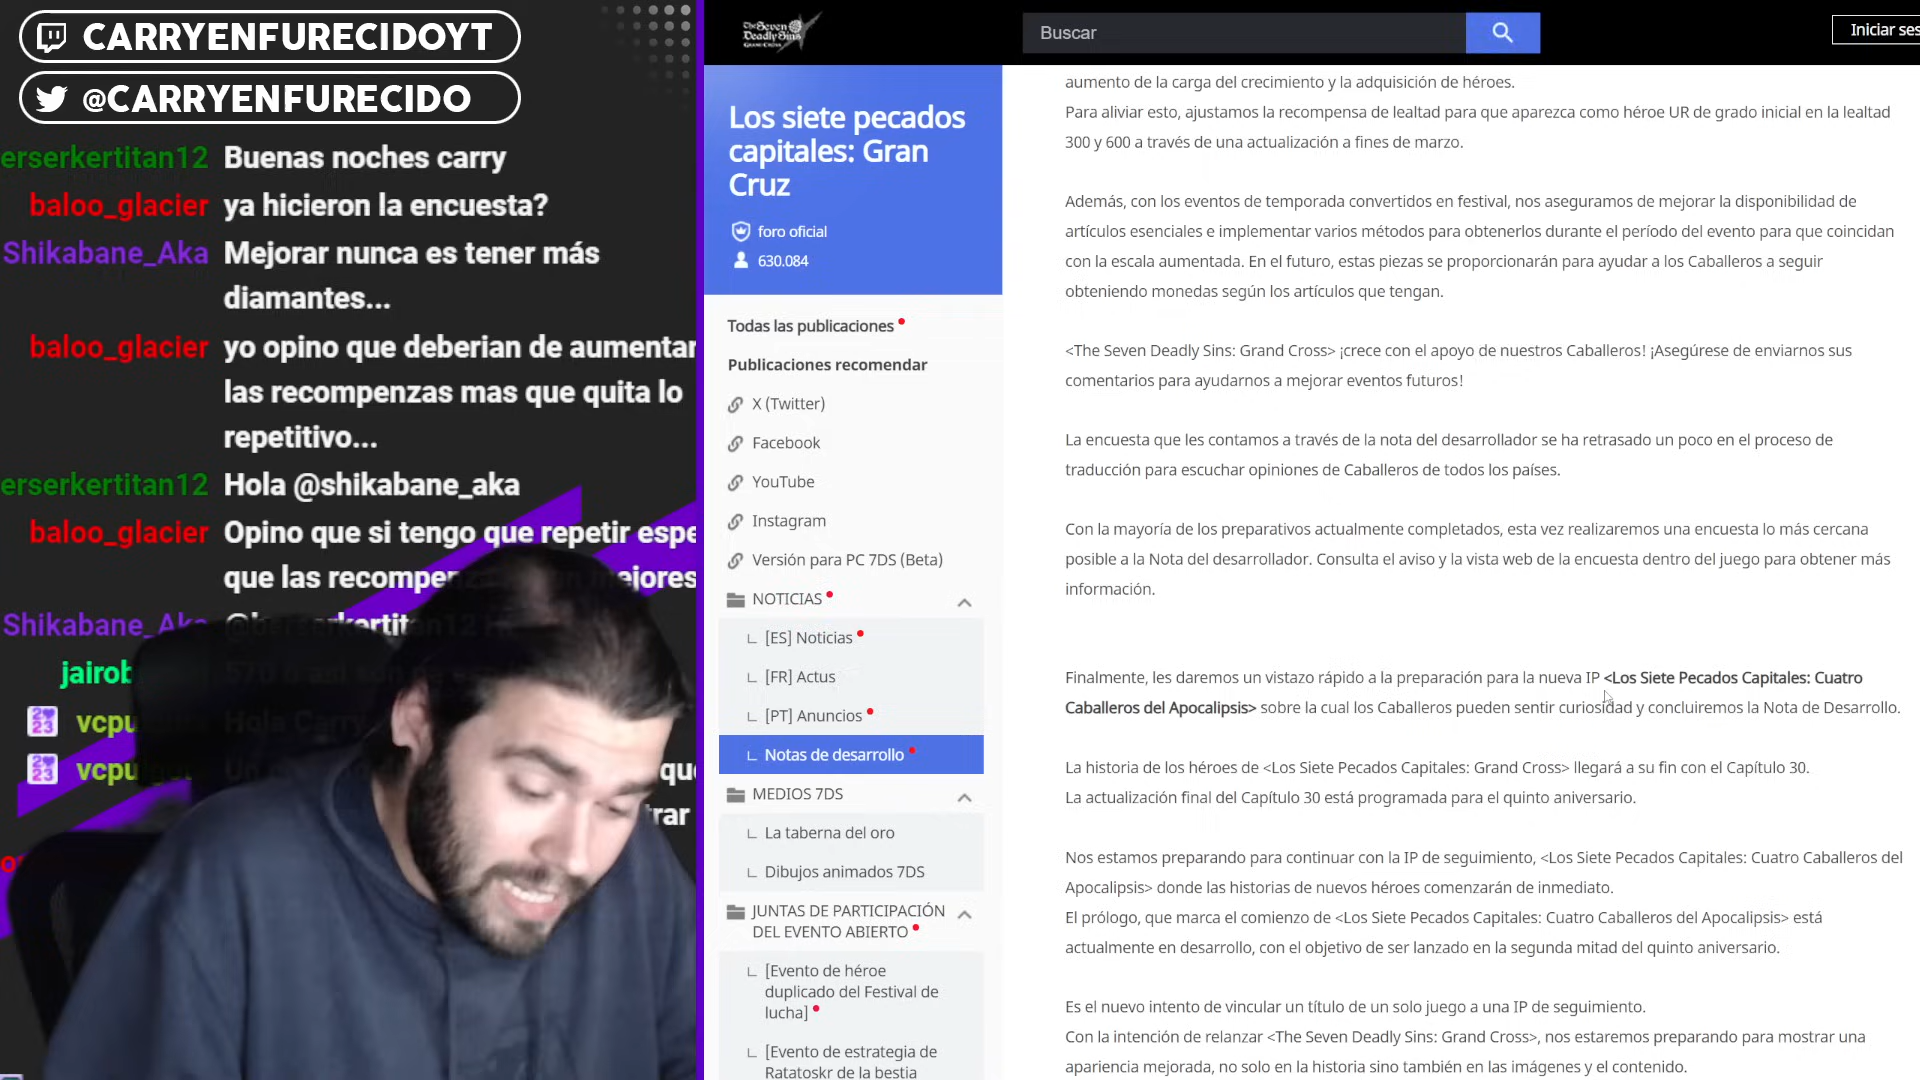 CARRYENFURECIDOYT
@CARRYENFURECIDO
erserkertitan12 Buenas noches carry
baloo_glacier ya hicieron la encuesta?
Shikabane_Aka Mejorar nunca es tener más
diamantes...
baloo_glacier yo opino que deberian de aumentar
las recompenzas mas que quita lo
repetitivo...
erserkertitan12 Hola @shikabane_aka
baloo_glacier Opino que si tengo que repetir espe
que las recompen mejores
Shikabane_Aka @berserkertitan12
jairob
vcpu Hola Carry
vcpu que
trar
The Seven
Deadly Sins
GRAND CROSS
Buscar
Iniciar ses
Los siete pecados
capitales: Gran
Cruz
foro oficial
630.084
Todas las publicaciones
Publicaciones recomendar
X (Twitter)
Facebook
YouTube
Instagram
Versión para PC 7DS (Beta)
NOTICIAS
[ES] Noticias
[FR] Actus
[PT] Anuncios
Notas de desarrollo
MEDIOS 7DS
La taberna del oro
Dibujos animados 7DS
JUNTAS DE PARTICIPACIÓN
DEL EVENTO ABIERTO
[Evento de héroe
duplicado del Festival de
lucha]
[Evento de estrategia de
Ratatoskr de la bestia
aumento de la carga del crecimiento y la adquisición de héroes.
Para aliviar esto, ajustamos la recompensa de lealtad para que aparezca como héroe UR de grado inicial en la lealtad
300 y 600 a través de una actualización a fines de marzo.
Además, con los eventos de temporada convertidos en festival, nos aseguramos de mejorar la disponibilidad de
artículos esenciales e implementar varios métodos para obtenerlos durante el período del evento para que coincidan
con la escala aumentada. En el futuro, estas piezas se proporcionarán para ayudar a los Caballeros a seguir
obteniendo monedas según los artículos que tengan.
<The Seven Deadly Sins: Grand Cross> ¡crece con el apoyo de nuestros Caballeros! ¡Asegúrese de enviarnos sus
comentarios para ayudarnos a mejorar eventos futuros!
La encuesta que les contamos a través de la nota del desarrollador se ha retrasado un poco en el proceso de
traducción para escuchar opiniones de Caballeros de todos los países.
Con la mayoría de los preparativos actualmente completados, esta vez realizaremos una encuesta lo más cercana
posible a la Nota del desarrollador. Consulta el aviso y la vista web de la encuesta dentro del juego para obtener más
información.
Finalmente, les daremos un vistazo rápido a la preparación para la nueva IP <Los Siete Pecados Capitales: Cuatro
Caballeros del Apocalipsis> sobre la cual los Caballeros pueden sentir curiosidad y concluiremos la Nota de Desarrollo.
La historia de los héroes de <Los Siete Pecados Capitales: Grand Cross> llegará a su fin con el Capítulo 30.
La actualización final del Capítulo 30 está programada para el quinto aniversario.
Nos estamos preparando para continuar con la IP de seguimiento, <Los Siete Pecados Capitales: Cuatro Caballeros del
Apocalipsis> donde las historias de nuevos héroes comenzarán de inmediato.
El prólogo, que marca el comienzo de <Los Siete Pecados Capitales: Cuatro Caballeros del Apocalipsis> está
actualmente en desarrollo, con el objetivo de ser lanzado en la segunda mitad del quinto aniversario.
Es el nuevo intento de vincular un título de un solo juego a una IP de seguimiento.
Con la intención de relanzar <The Seven Deadly Sins: Grand Cross>, nos estaremos preparando para mostrar una
apariencia mejorada, no solo en la historia sino también en las imágenes y el contenido.